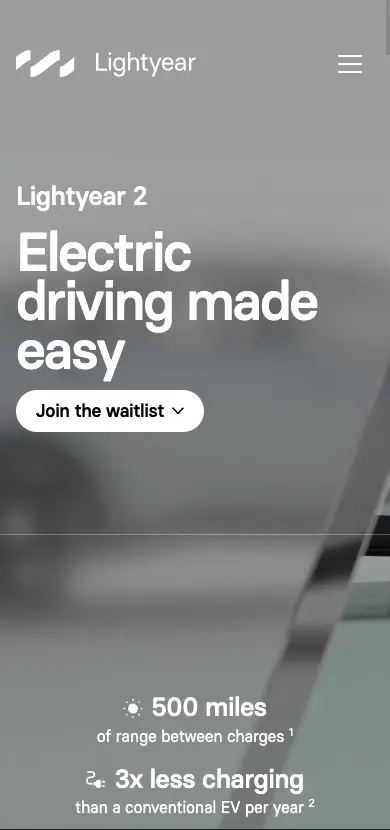 Lightyear
Lightyear 2
Electric
driving made
easy
Join the waitlist
500 miles
of range between charges ¹
3x less charging
than a conventional EV per year ²